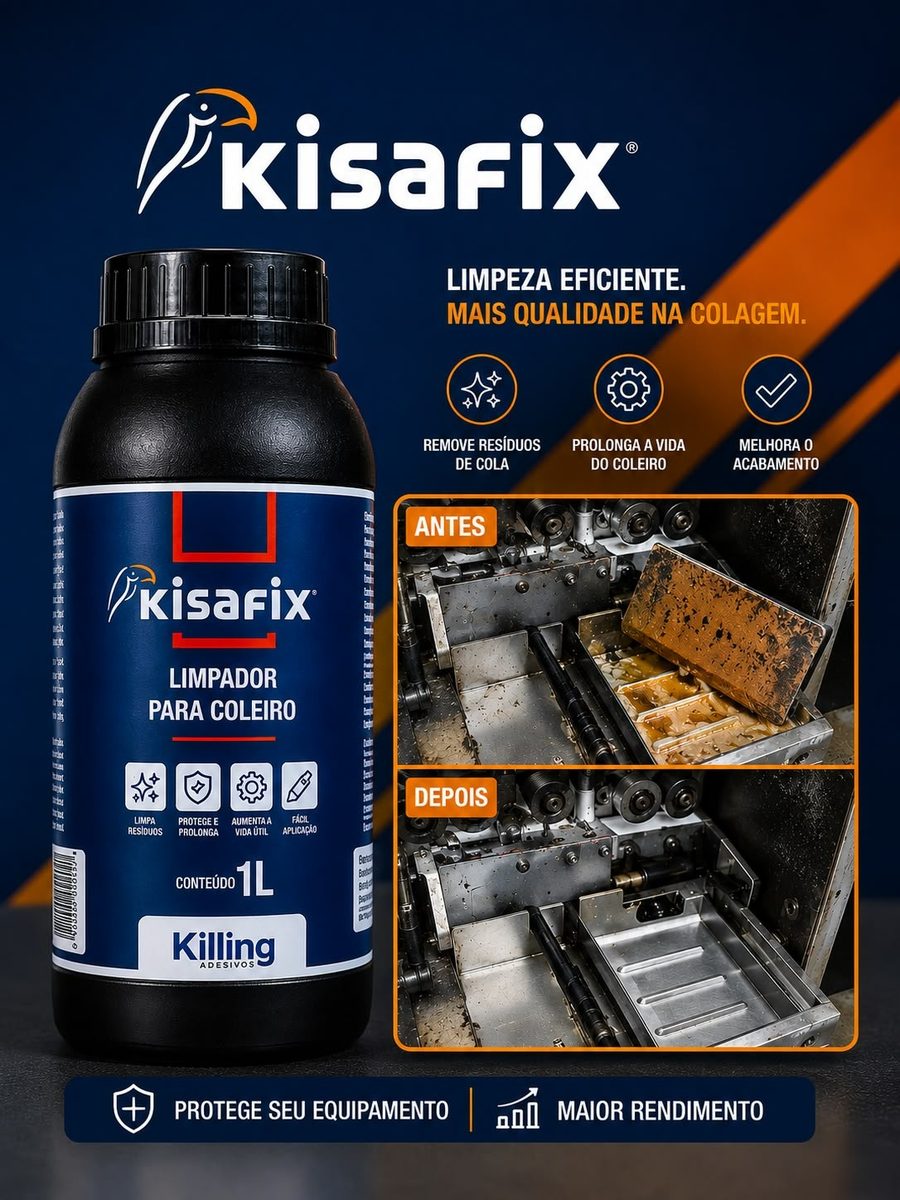 Kisafix®
LIMPEZA EFICIENTE.
MAIS QUALIDADE NA COLAGEM.
REMOVE RESÍDUOS
DE COLA
PROLONGA A VIDA
DO COLEIRO
MELHORA O
ACABAMENTO
ANTES
DEPOIS
Kisafix®
LIMPADOR
PARA COLEIRO
LIMPA
RESÍDUOS
PROTEGE E
PROLONGA
AUMENTA A
VIDA ÚTIL
FÁCIL
APLICAÇÃO
CONTEÚDO 1L
Killing
ADESIVOS
PROTEGE SEU EQUIPAMENTO
MAIOR RENDIMENTO